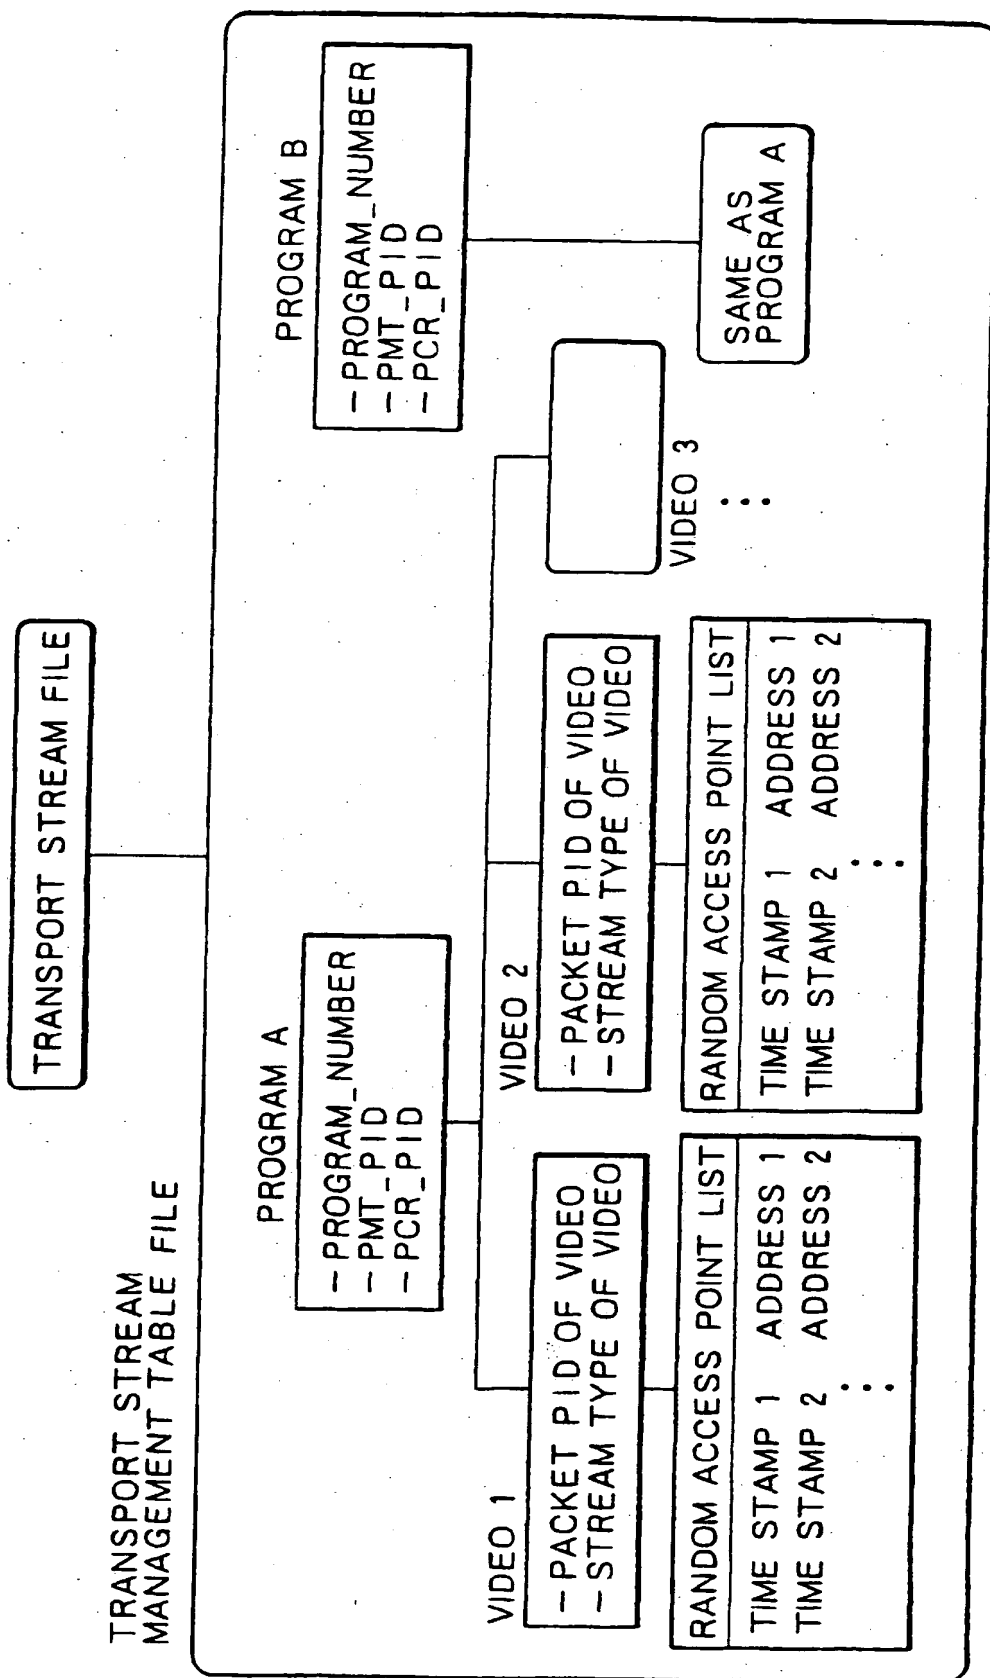 TRANSPORT STREAM FILE
TRANSPORT STREAM
MANAGEMENT TABLE FILE
PROGRAM A
– PROGRAM_NUMBER
– PMT_PID
– PCR_PID
PROGRAM B
– PROGRAM_NUMBER
– PMT_PID
– PCR_PID
VIDEO 1
– PACKET PID OF VIDEO
– STREAM TYPE OF VIDEO
RANDOM ACCESS POINT LIST
TIME STAMP 1 ADDRESS 1
TIME STAMP 2 ADDRESS 2
⋮
VIDEO 2
– PACKET PID OF VIDEO
– STREAM TYPE OF VIDEO
RANDOM ACCESS POINT LIST
TIME STAMP 1 ADDRESS 1
TIME STAMP 2 ADDRESS 2
⋮
VIDEO 3
⋮
SAME AS
PROGRAM A